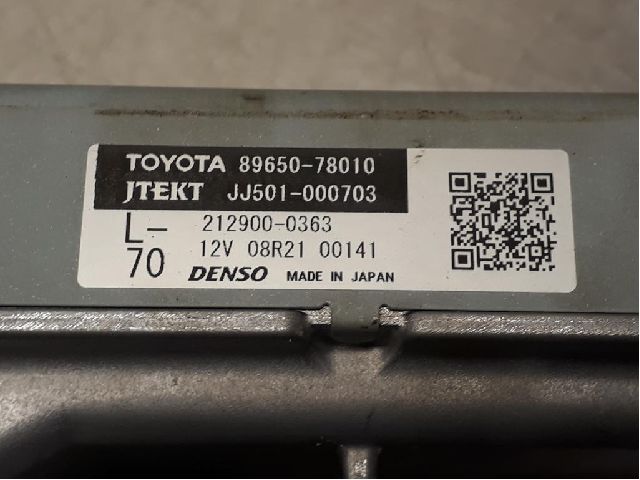 TOYOTA 89650-78010
JTEKT JJ501-000703
L- 212900-0363
70 12V 08R21 00141
DENSO MADE IN JAPAN